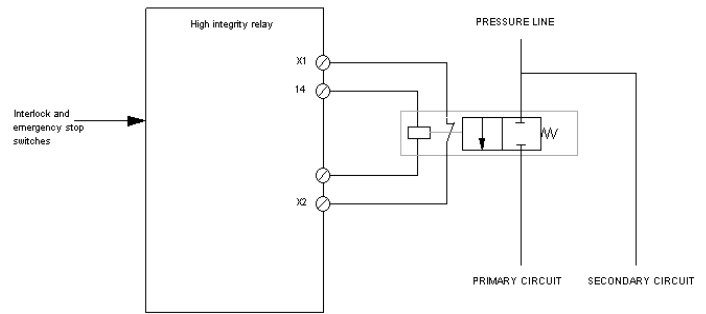 High integrity relay
PRESSURE LINE
X1
14
Interlock and
emergency stop
switches
X2
PRIMARY CIRCUIT
SECONDARY CIRCUIT